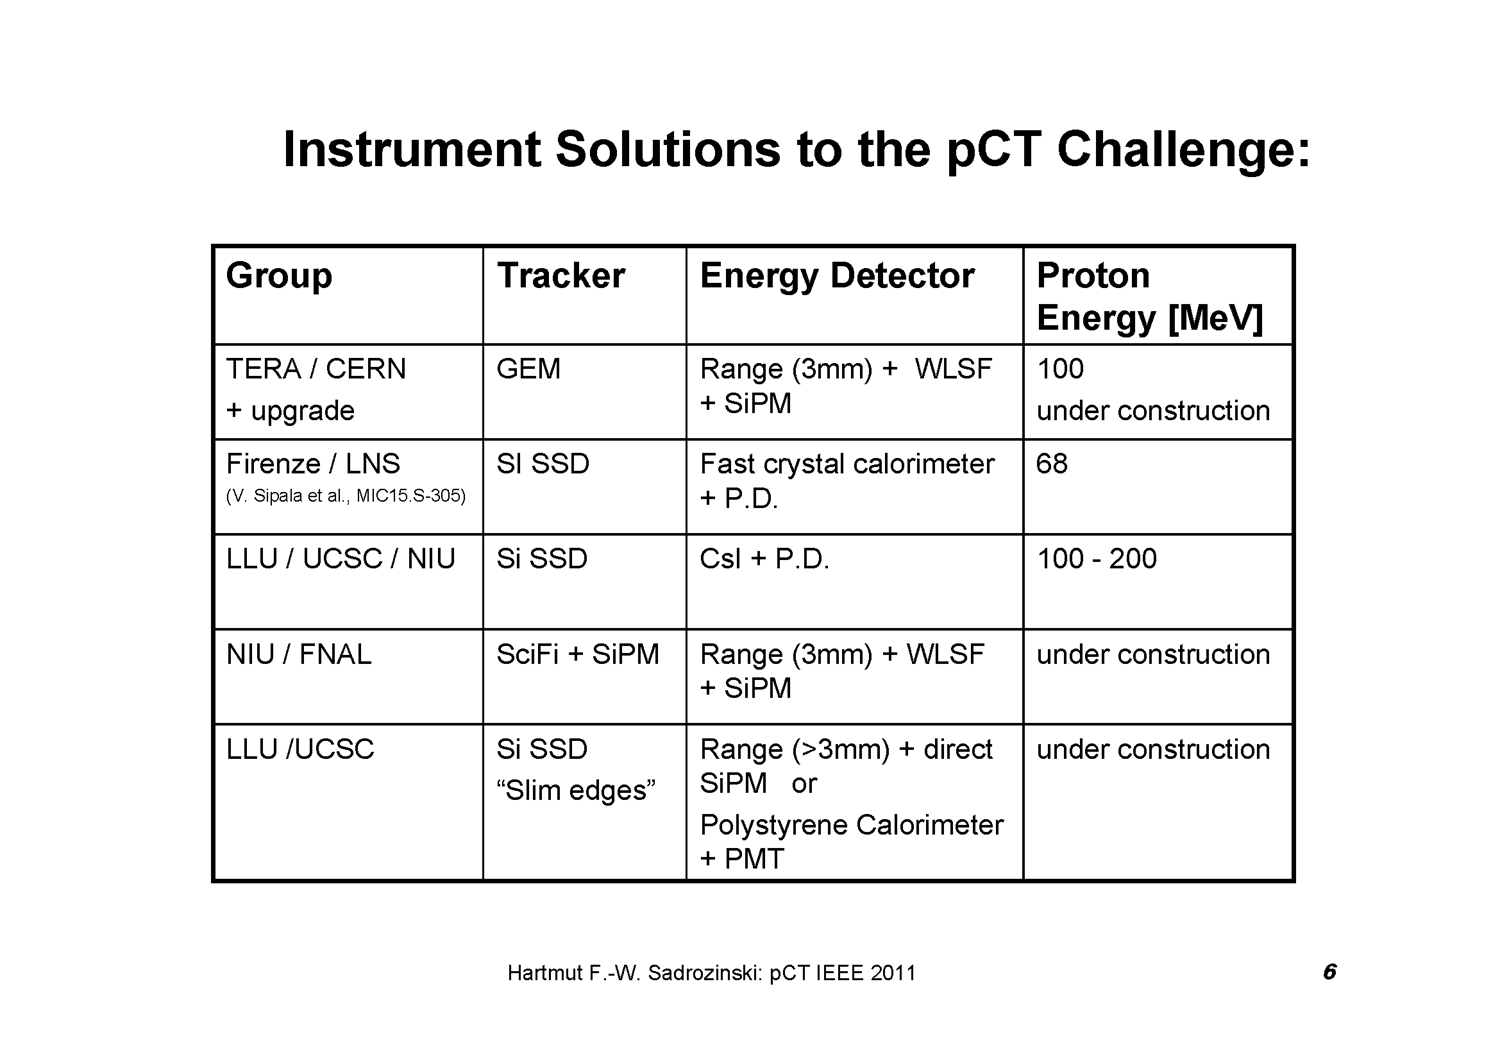 Instrument Solutions to the pCT Challenge:
Group
Tracker
Energy Detector
Proton
Energy [MeV]
TERA / CERN
+ upgrade
GEM
Range (3mm) + WLSF
+ SiPM
100
under construction
Firenze / LNS
(V. Sipala et al., MIC15.S-305)
SI SSD
Fast crystal calorimeter
+ P.D.
68
LLU / UCSC / NIU
Si SSD
CsI + P.D.
100 - 200
NIU / FNAL
SciFi + SiPM
Range (3mm) + WLSF
+ SiPM
under construction
LLU /UCSC
Si SSD
“Slim edges”
Range (>3mm) + direct
SiPM or
Polystyrene Calorimeter
+ PMT
under construction
Hartmut F.-W. Sadrozinski: pCT IEEE 2011
6